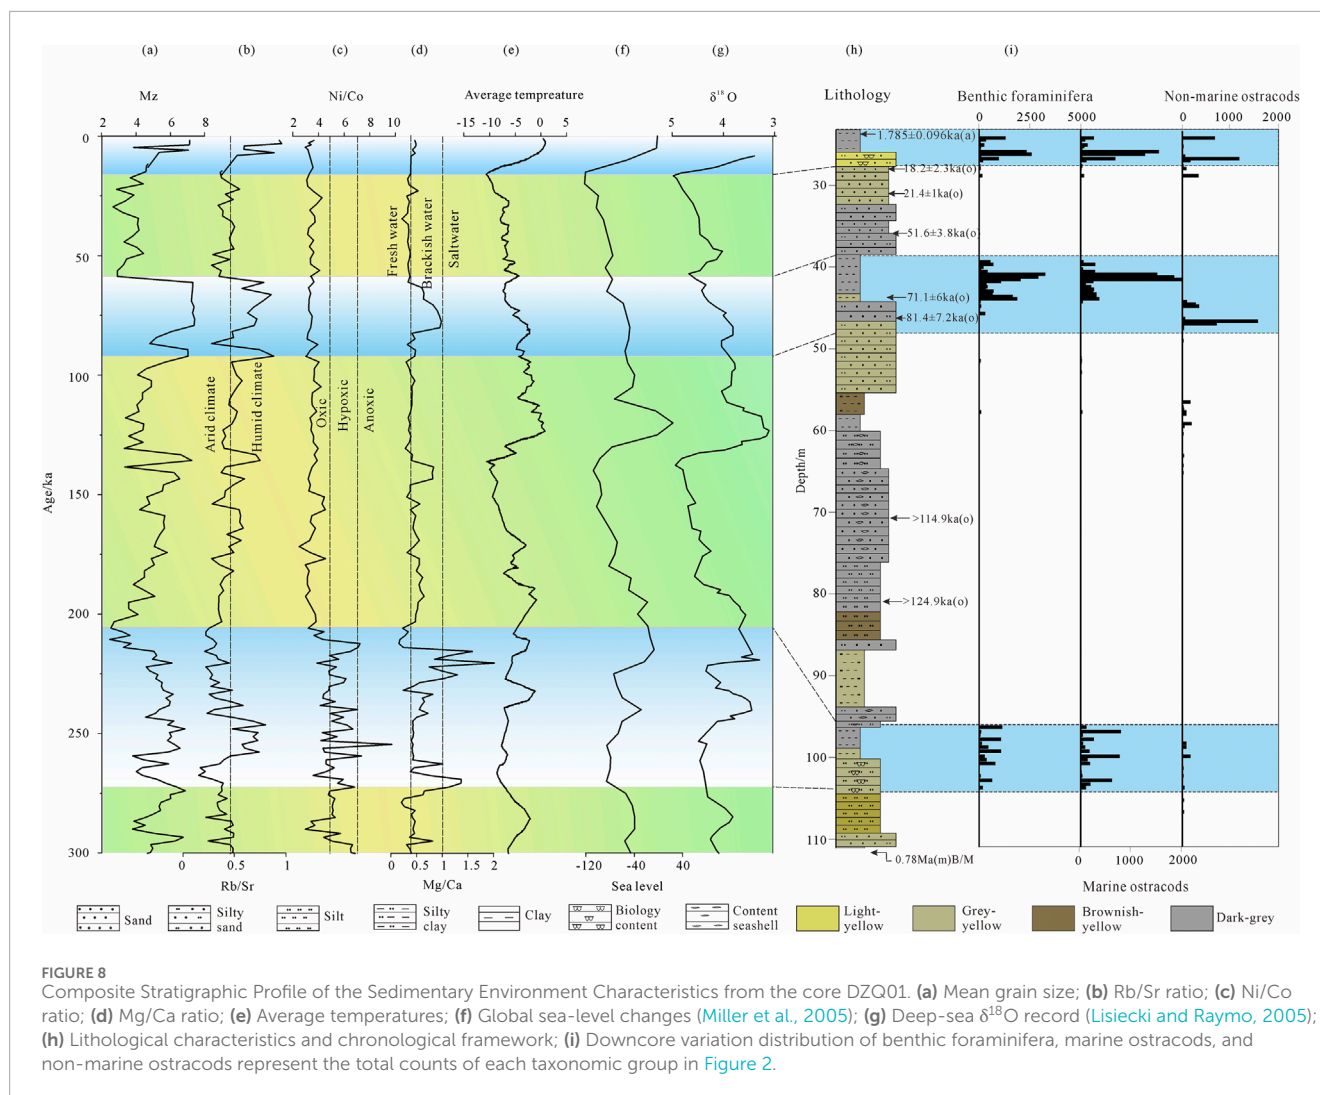 (a) (b) (c) (d) (e) (f) (g) (h) (i)
Mz Ni/Co Average tempreature δ¹⁸ O Lithology Benthic foraminifera Non-marine ostracods
2 4 6 8 2 4 6 8 10 -15 -10 -5 0 5 5 4 3 0 2500 5000 0 1000 2000
0
50
100
150
200
250
300
Age/ka
Arid climate
Humid climate
Oxic
Hypoxic
Anoxic
Fresh water
Brackish water
Saltwater
30
40
50
60
70
80
90
100
110
Depth/m
1.785±0.096ka(a)
18.2±2.3ka(o)
21.4±1ka(o)
51.6±3.8ka(o)
71.1±6ka(o)
81.4±7.2ka(o)
>114.9ka(o)
>124.9ka(o)
0.78Ma(m)B/M
0 0.5 1 0 0.5 1 1.5 2 -120 -40 40 0 1000 2000
Rb/Sr Mg/Ca Sea level Marine ostracods
Sand
Silty
sand
Silt
Silty
clay
Clay
Biology
content
Content
seashell
Light-
yellow
Grey-
yellow
Brownish-
yellow
Dark-grey
FIGURE 8
Composite Stratigraphic Profile of the Sedimentary Environment Characteristics from the core DZQ01. (a) Mean grain size; (b) Rb/Sr ratio; (c) Ni/Co
ratio; (d) Mg/Ca ratio; (e) Average temperatures; (f) Global sea-level changes (Miller et al., 2005); (g) Deep-sea δ¹⁸O record (Lisiecki and Raymo, 2005);
(h) Lithological characteristics and chronological framework; (i) Downcore variation distribution of benthic foraminifera, marine ostracods, and
non-marine ostracods represent the total counts of each taxonomic group in Figure 2.